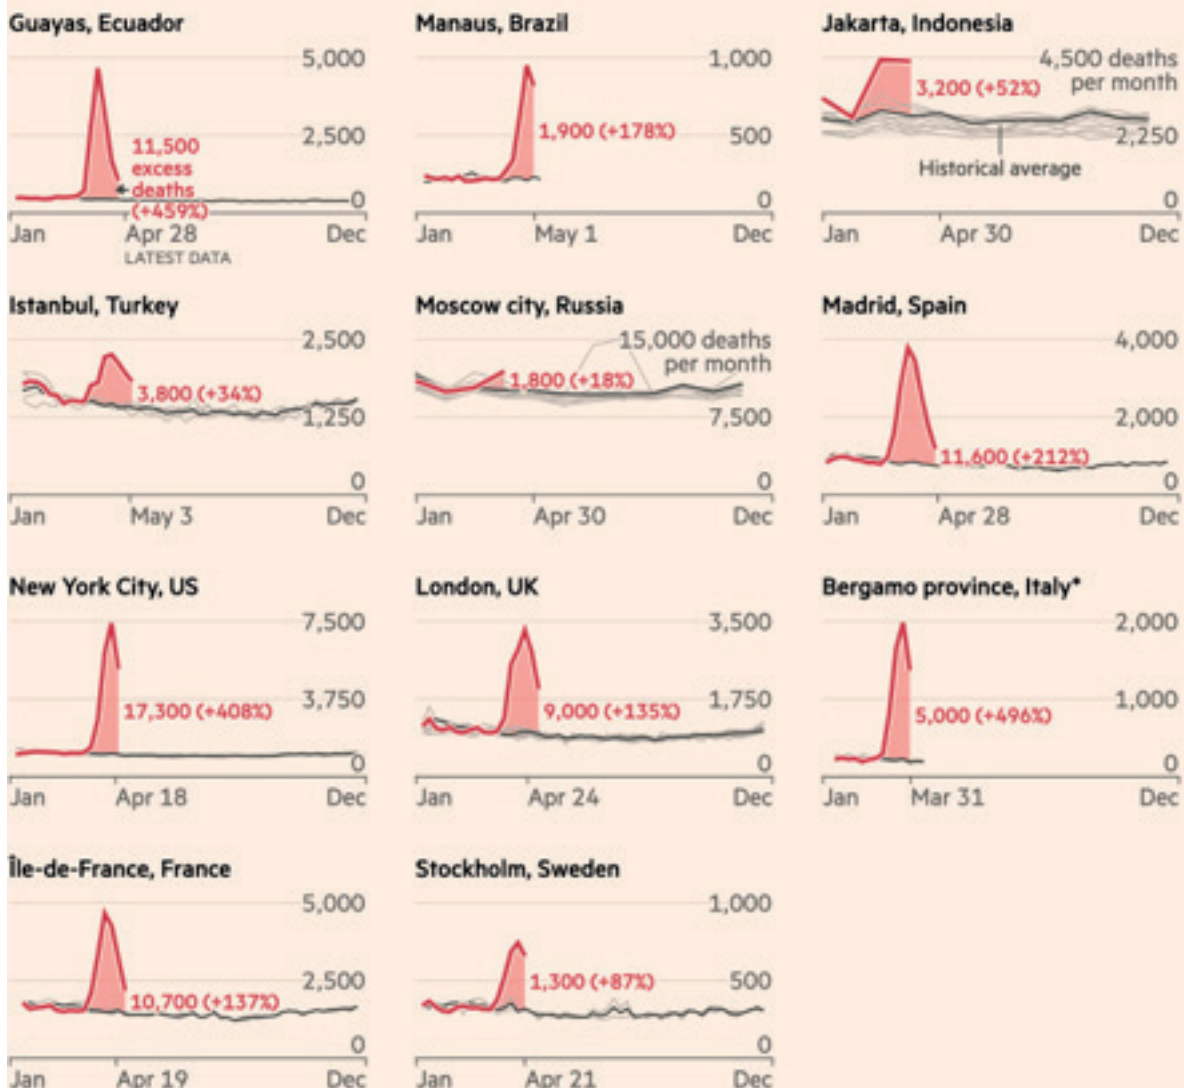 Guayas, Ecuador
5,000
2,500
11,500
excess
deaths
(+459%)
0
Jan
Apr 28
Dec
LATEST DATA
Manaus, Brazil
1,000
500
1,900 (+178%)
0
Jan
May 1
Dec
Jakarta, Indonesia
4,500 deaths
per month
3,200 (+52%)
2,250
Historical average
0
Jan
Apr 30
Dec
Istanbul, Turkey
2,500
3,800 (+34%)
1,250
0
Jan
May 3
Dec
Moscow city, Russia
15,000 deaths
per month
1,800 (+18%)
7,500
0
Jan
Apr 30
Dec
Madrid, Spain
4,000
2,000
11,600 (+212%)
0
Jan
Apr 28
Dec
New York City, US
7,500
3,750
17,300 (+408%)
0
Jan
Apr 18
Dec
London, UK
3,500
1,750
9,000 (+135%)
0
Jan
Apr 24
Dec
Bergamo province, Italy*
2,000
1,000
5,000 (+496%)
0
Jan
Mar 31
Dec
Île-de-France, France
5,000
2,500
10,700 (+137%)
0
Jan
Apr 19
Dec
Stockholm, Sweden
1,000
500
1,300 (+87%)
0
Jan
Apr 21
Dec